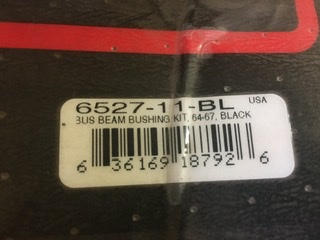 6527-11-BL USA
BUS BEAM BUSHING KIT, 64-67, BLACK
6 36169 18792 6